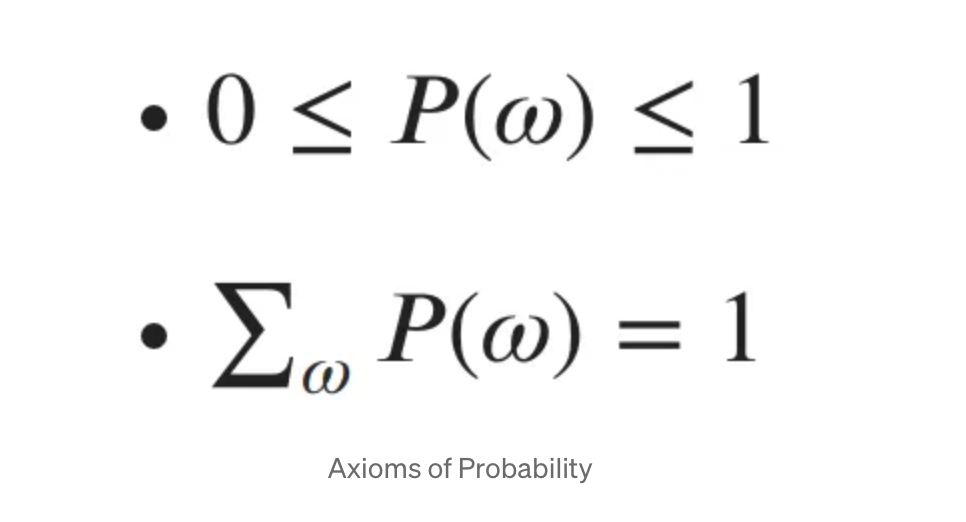 • 0 ≤ P(ω) ≤ 1
• ∑ω P(ω) = 1
Axioms of Probability